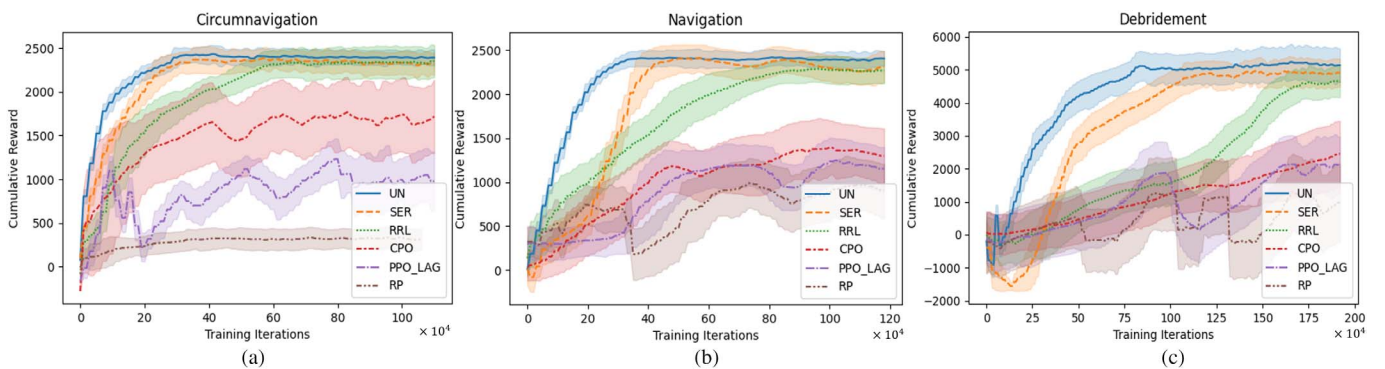 Circumnavigation
2500
2000
1500
1000
500
0
Cumulative Reward
UN
SER
RRL
CPO
PPO_LAG
RP
0 20 40 60 80 100
× 10⁴
Training Iterations
(a)
Navigation
2500
2000
1500
1000
500
0
Cumulative Reward
UN
SER
RRL
CPO
PPO_LAG
RP
0 20 40 60 80 100 120
× 10⁴
Training Iterations
(b)
Debridement
6000
5000
4000
3000
2000
1000
0
−1000
−2000
Cumulative Reward
UN
SER
RRL
CPO
PPO_LAG
RP
0 25 50 75 100 125 150 175 200
× 10⁴
Training Iterations
(c)